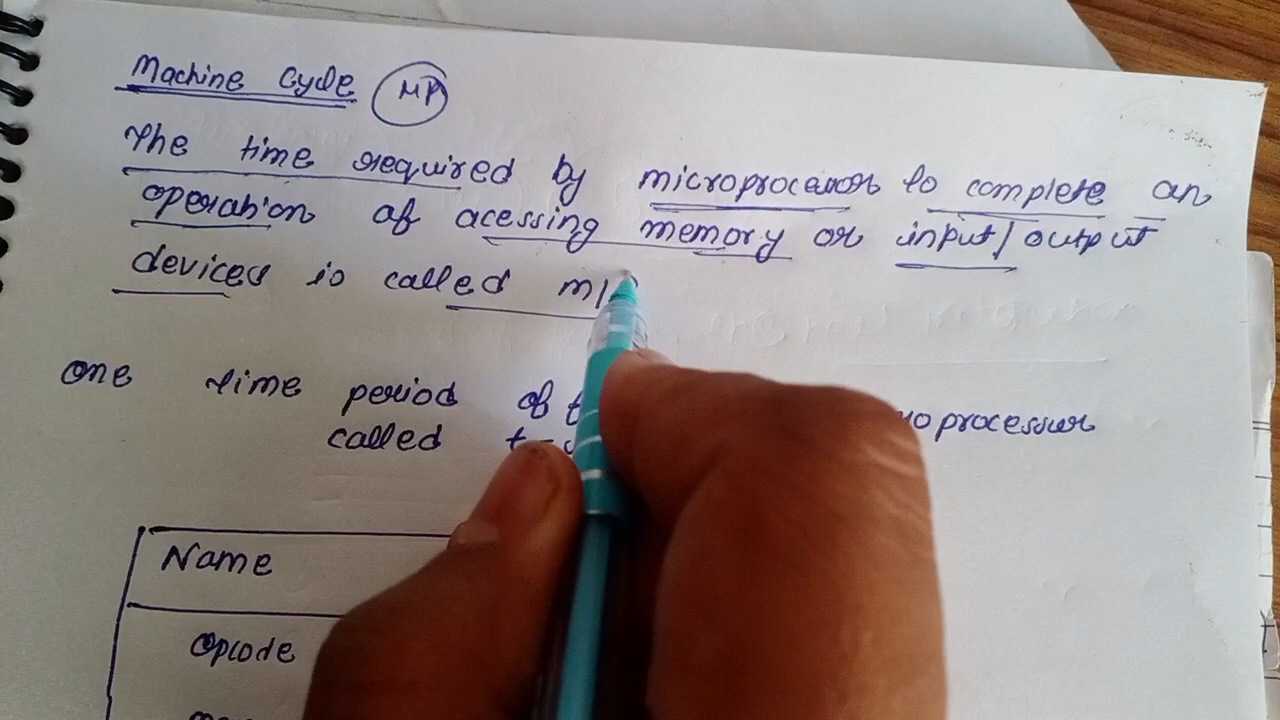 Machine Cycle MP
The time required by microprocessor to complete an
operation of acessing memory or input/output
devices is called m/
one time period of
oprocessor
called t-s
Name
opcode